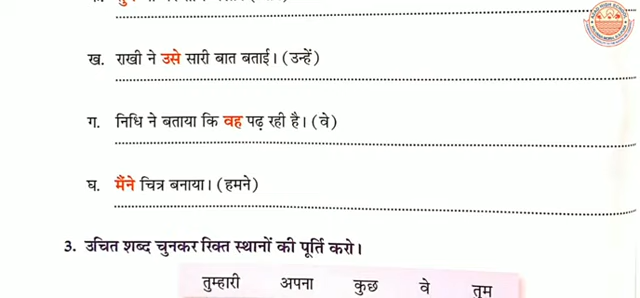 ख. राखी ने उसे सारी बात बताई। (उन्हें)
ग. निधि ने बताया कि वह पढ़ रही है। (वे)
घ. मैंने चित्र बनाया। (हमने)
3. उचित शब्द चुनकर रिक्त स्थानों की पूर्ति करो।
तुम्हारी अपना कुछ वे तुम